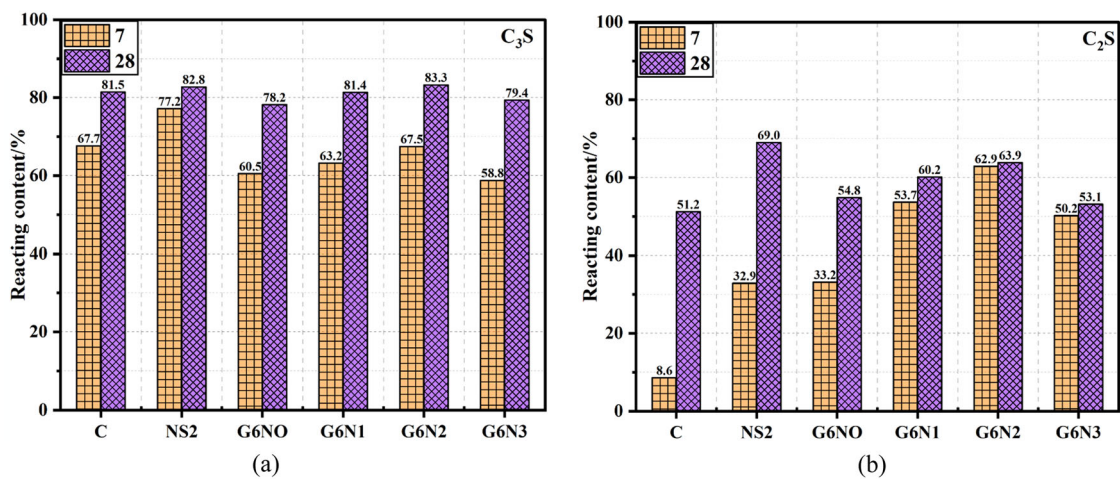 100
80
60
40
20
0
Reacting content/%
7
28
C3S
67.7
81.5
77.2
82.8
60.5
78.2
63.2
81.4
67.5
83.3
58.8
79.4
C
NS2
G6NO
G6N1
G6N2
G6N3
(a)
100
80
60
40
20
0
Reacting content/%
7
28
C2S
8.6
51.2
32.9
69.0
33.2
54.8
53.7
60.2
62.9
63.9
50.2
53.1
C
NS2
G6NO
G6N1
G6N2
G6N3
(b)